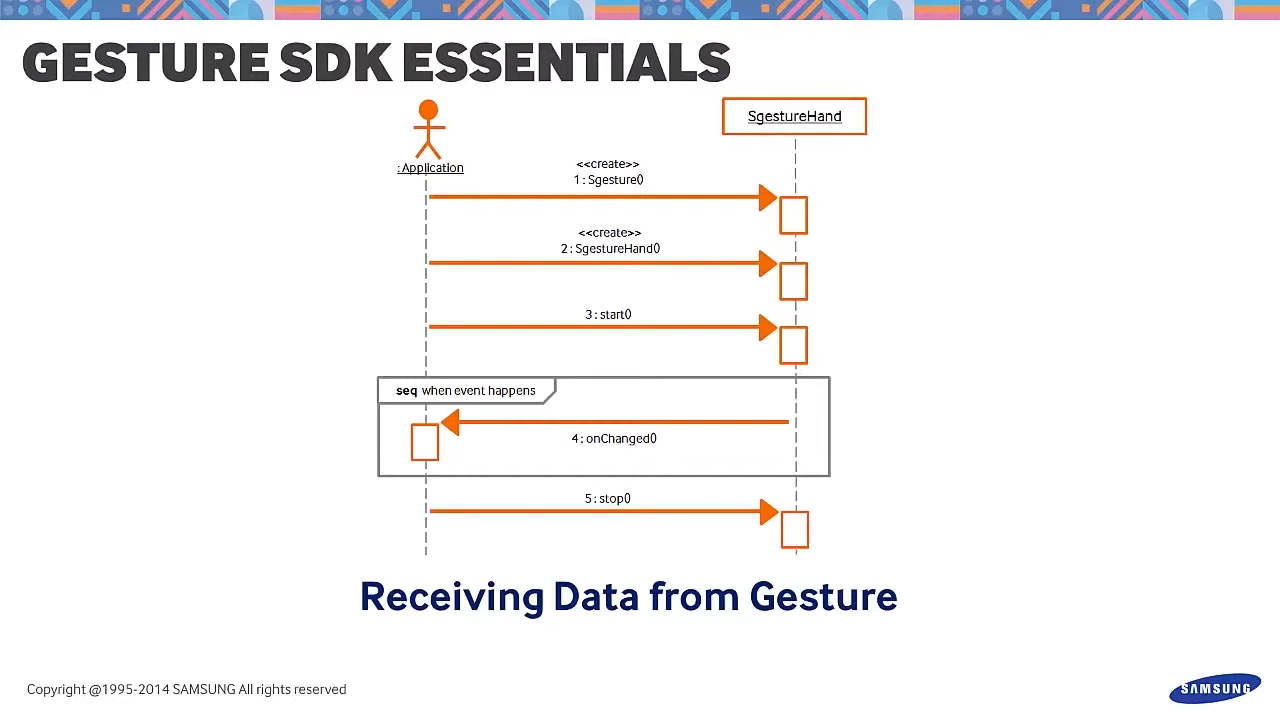 GESTURE SDK ESSENTIALS
SgestureHand
:Application
<<create>>
1 : Sgesture()
<<create>>
2 : SgestureHand()
3 : start()
seq when event happens
4 : onChanged()
5 : stop()
Receiving Data from Gesture
Copyright @1995-2014 SAMSUNG All rights reserved
SAMSUNG